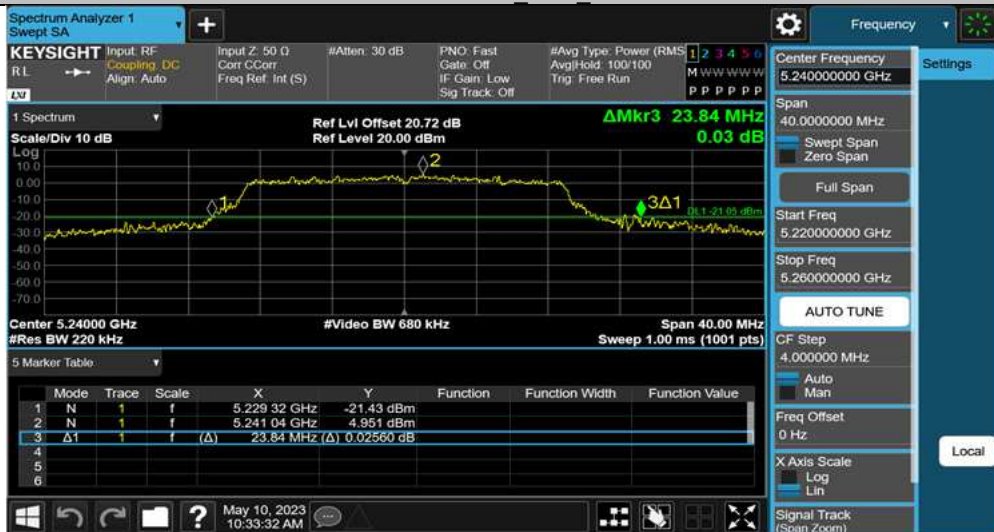 Spectrum Analyzer 1
Swept SA
+
Frequency
KEYSIGHT
RL
LXI
Input: RF
Coupling: DC
Align: Auto
Input Z: 50 Ω
Corr CCorr
Freq Ref: Int (S)
#Atten: 30 dB
PNO: Fast
Gate: Off
IF Gain: Low
Sig Track: Off
#Avg Type: Power (RMS
Avg|Hold: 100/100
Trig: Free Run
1 2 3 4 5 6
M W W W W W
P P P P P P
1 Spectrum
Scale/Div 10 dB
Ref Lvl Offset 20.72 dB
Ref Level 20.00 dBm
ΔMkr3 23.84 MHz
0.03 dB
Log
10.0
0.00
-10.0
-20.0
-30.0
-40.0
-50.0
-60.0
-70.0
1
2
3Δ1
DL1 -21.05 dBm
Center 5.24000 GHz
#Res BW 220 kHz
#Video BW 680 kHz
Span 40.00 MHz
Sweep 1.00 ms (1001 pts)
5 Marker Table
Mode Trace Scale X Y Function Function Width Function Value
1 N 1 f 5.229 32 GHz -21.43 dBm
2 N 1 f 5.241 04 GHz 4.951 dBm
3 Δ1 1 f (Δ) 23.84 MHz (Δ) 0.02560 dB
4
5
6
?
May 10, 2023
10:33:32 AM
Center Frequency
5.240000000 GHz
Span
40.0000000 MHz
Swept Span
Zero Span
Full Span
Start Freq
5.220000000 GHz
Stop Freq
5.260000000 GHz
AUTO TUNE
CF Step
4.000000 MHz
Auto
Man
Freq Offset
0 Hz
X Axis Scale
Log
Lin
Signal Track
(Span Zoom)
Settings
Local